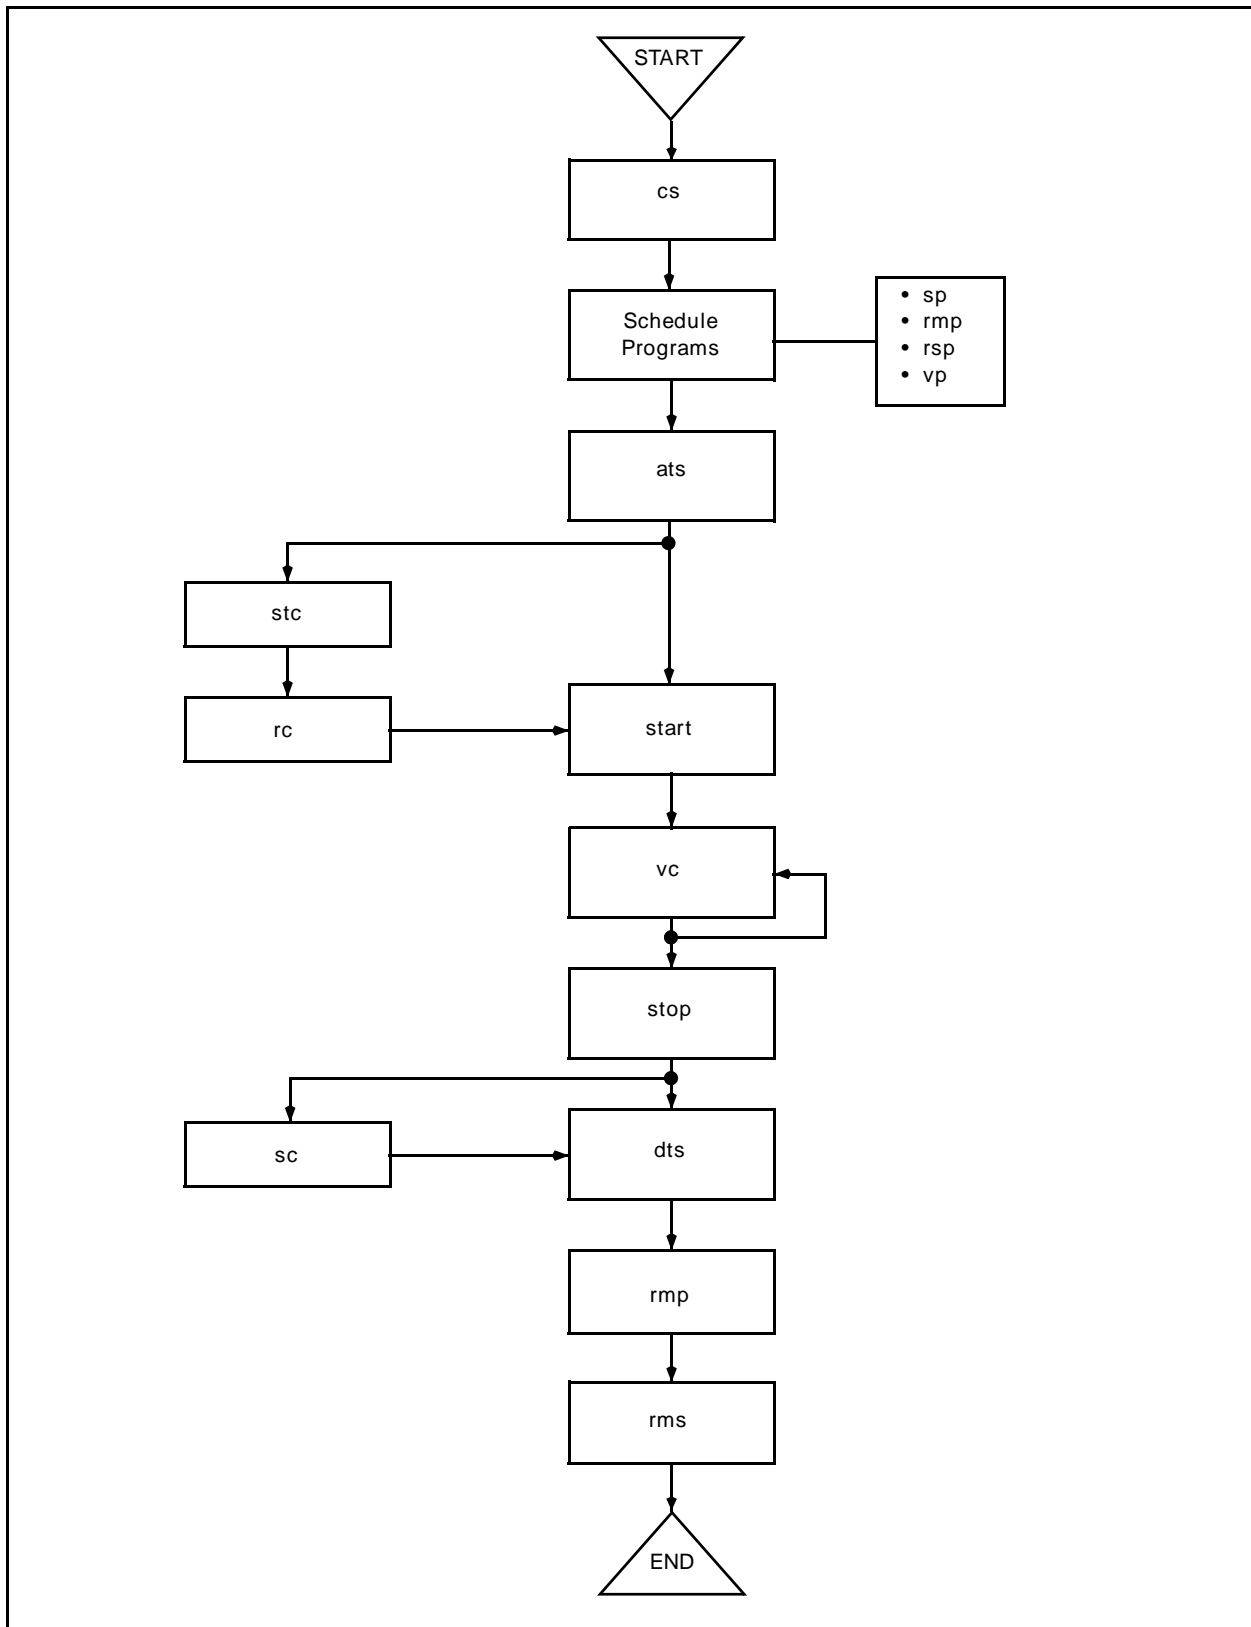 START
cs
Schedule
Programs
• sp
• rmp
• rsp
• vp
ats
stc
rc
start
vc
stop
sc
dts
rmp
rms
END